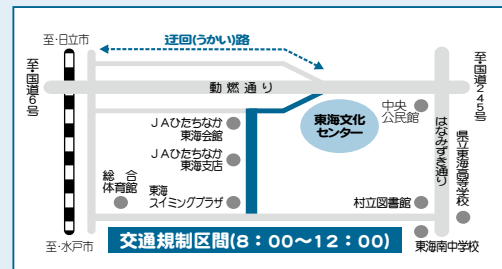 至・日立市
迂回(うかい)路
至・国道6号
至・国道245号
動燃通り
中央
公民館
JAひたちなか
東海会館
東海文化
センター
はなみずき通り
県立東海高等学校
JAひたちなか
東海支店
総合
体育館
東海
スイミングプラザ
村立図書館
至・水戸市
交通規制区間(8：00～12：00)
東海南中学校